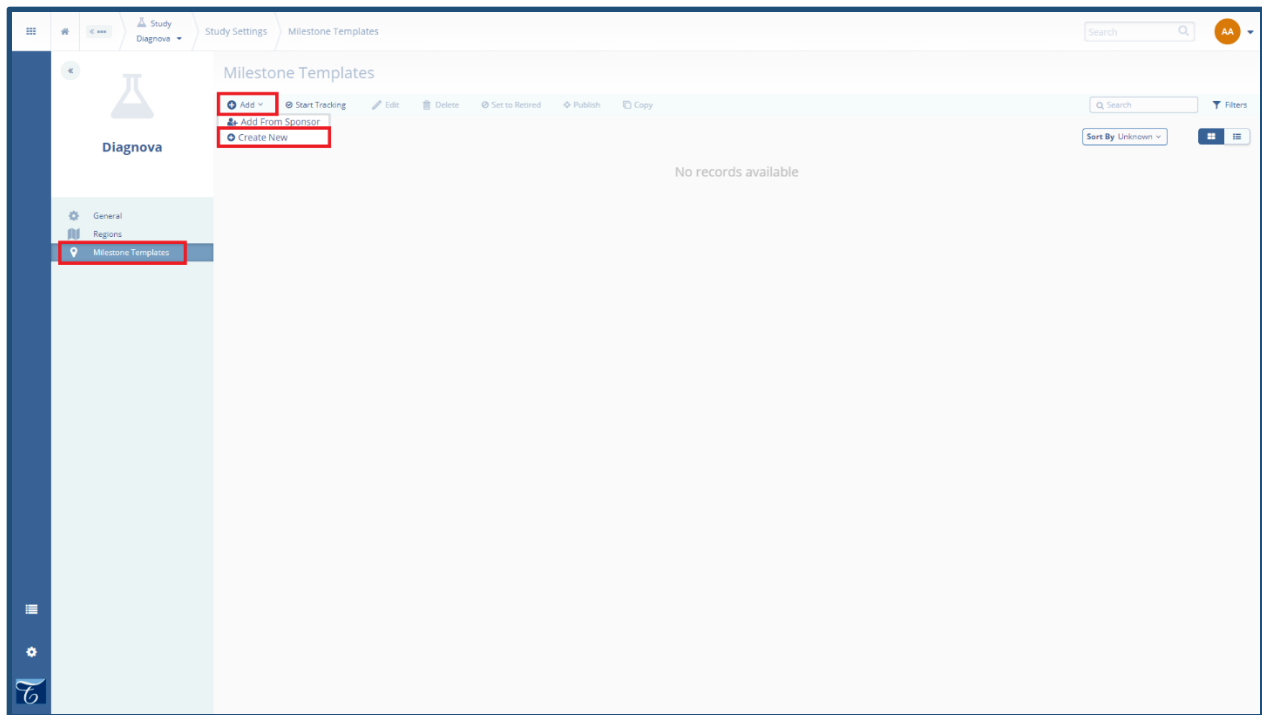 Study
Diagnova
Study Settings
Milestone Templates
Search
AA
Milestone Templates
Add
Start Tracking
Edit
Delete
Set to Retired
Publish
Copy
Search
Filters
Add From Sponsor
Create New
Sort By Unknown
Diagnova
No records available
General
Regions
Milestone Templates